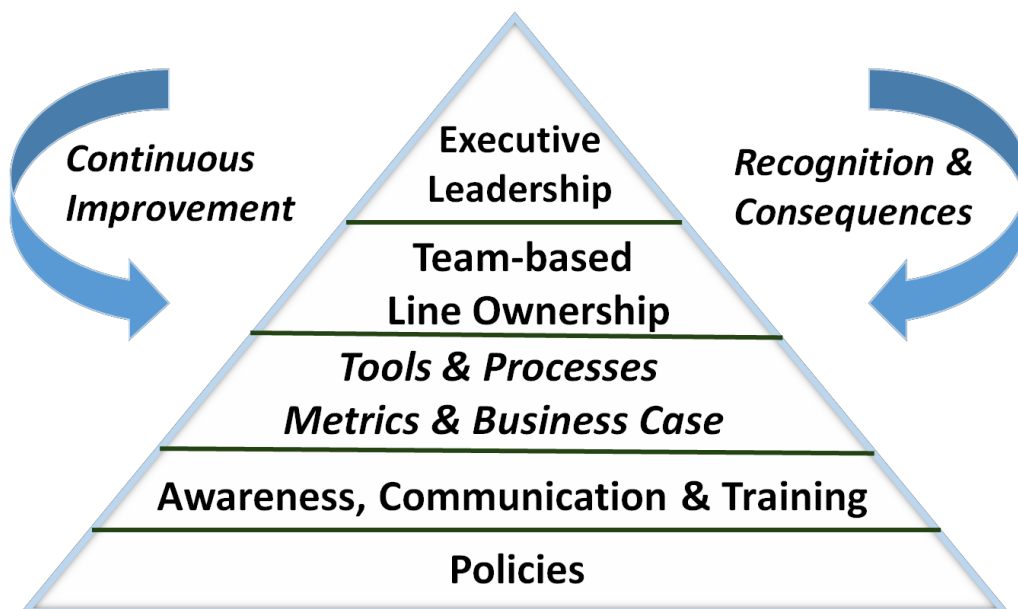 Executive
Leadership
Continuous
Improvement
Recognition &
Consequences
Team-based
Line Ownership
Tools & Processes
Metrics & Business Case
Awareness, Communication & Training
Policies